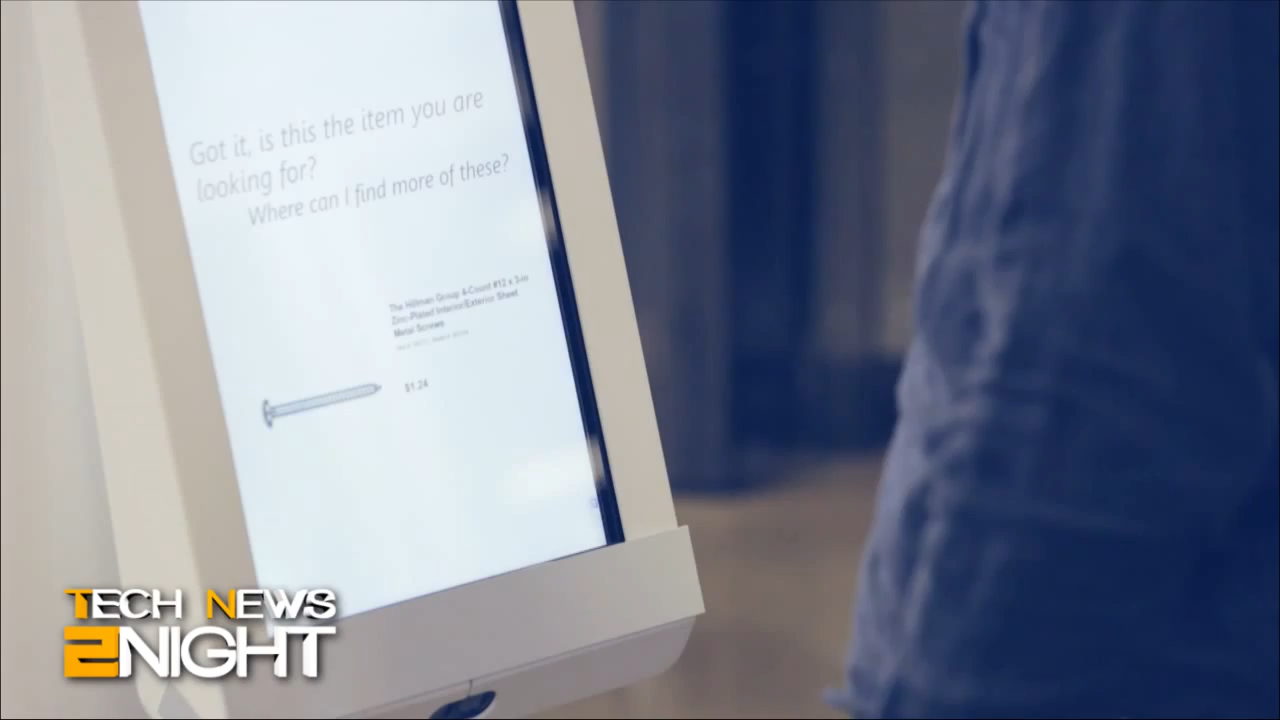 Got it, is this the item you are
looking for?
Where can I find more of these?
The Hillman Group 4-Count #12 x 3-in
Zinc-Plated Interior/Exterior Sheet
Metal Screws
$1.24
TECH NEWS
2NIGHT